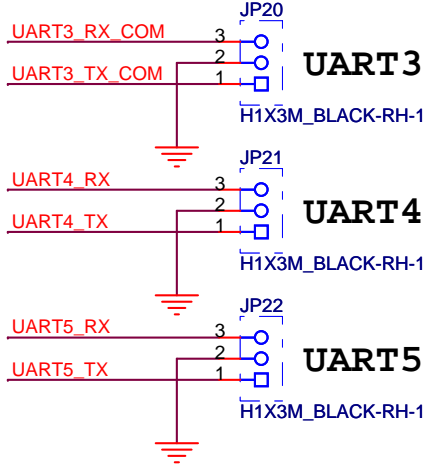 JP20
UART3_RX_COM
3
2
UART3
UART3_TX_COM
1
H1X3M_BLACK-RH-1
JP21
UART4_RX
3
2
UART4
UART4_TX
1
H1X3M_BLACK-RH-1
JP22
UART5_RX
3
2
UART5
UART5_TX
1
H1X3M_BLACK-RH-1